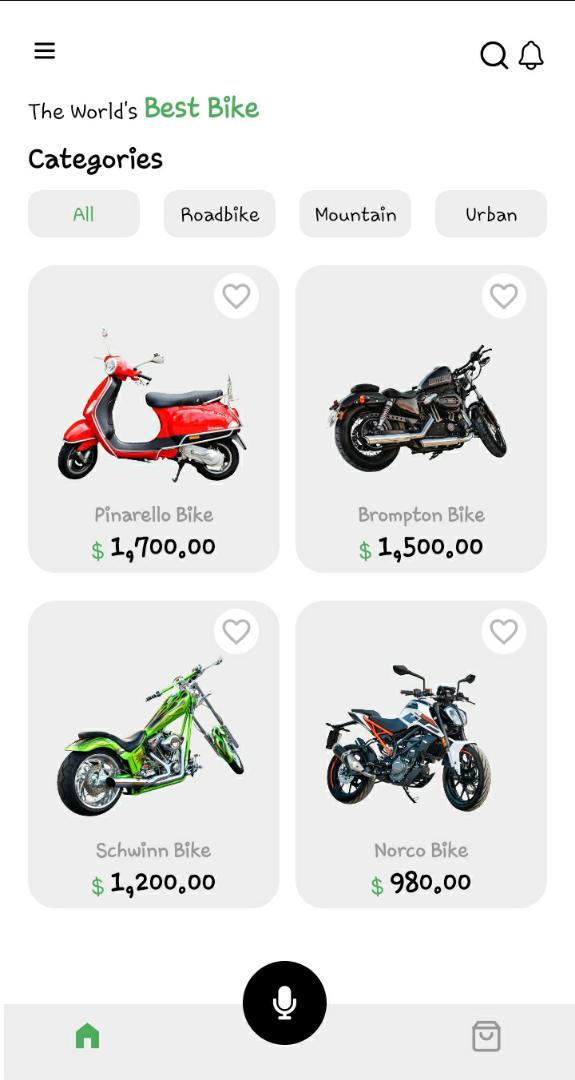 The World's Best Bike
Categories
All Roadbike Mountain Urban
Pinarello Bike Brompton Bike
$ 1,700.00 $ 1,500.00
Schwinn Bike Norco Bike
$ 1,200.00 $ 980.00